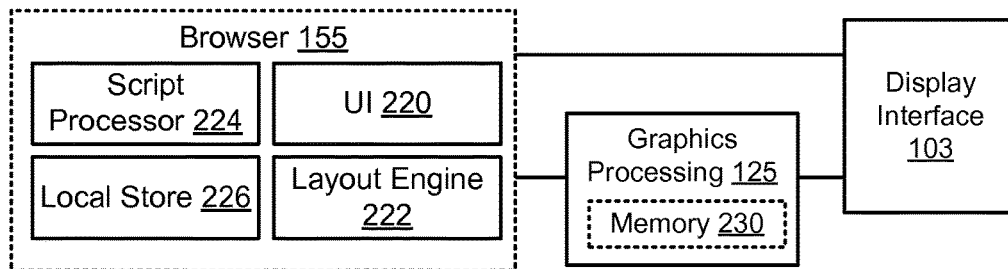 Browser 155
Script
Processor 224
UI 220
Local Store 226
Layout Engine
222
Graphics
Processing 125
Memory 230
Display
Interface
103